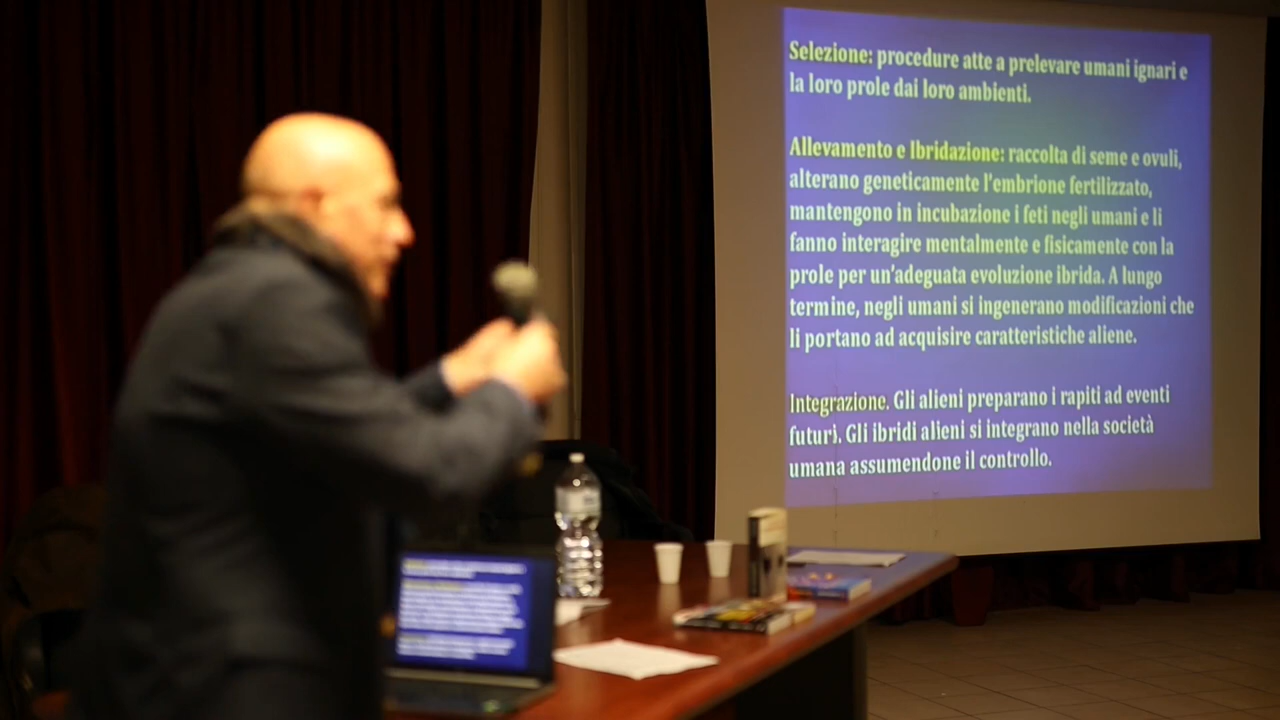 Selezione: procedure atte a prelevare umani ignari e
la loro prole dai loro ambienti.
Allevamento e Ibridazione: raccolta di seme e ovuli,
alterano geneticamente l'embrione fertilizzato,
mantengono in incubazione i feti negli umani e li
fanno interagire mentalmente e fisicamente con la
prole per un'adeguata evoluzione ibrida. A lungo
termine, negli umani si ingenerano modificazioni che
li portano ad acquisire caratteristiche aliene.
Integrazione. Gli alieni preparano i rapiti ad eventi
futuri. Gli ibridi alieni si integrano nella società
umana assumendone il controllo.